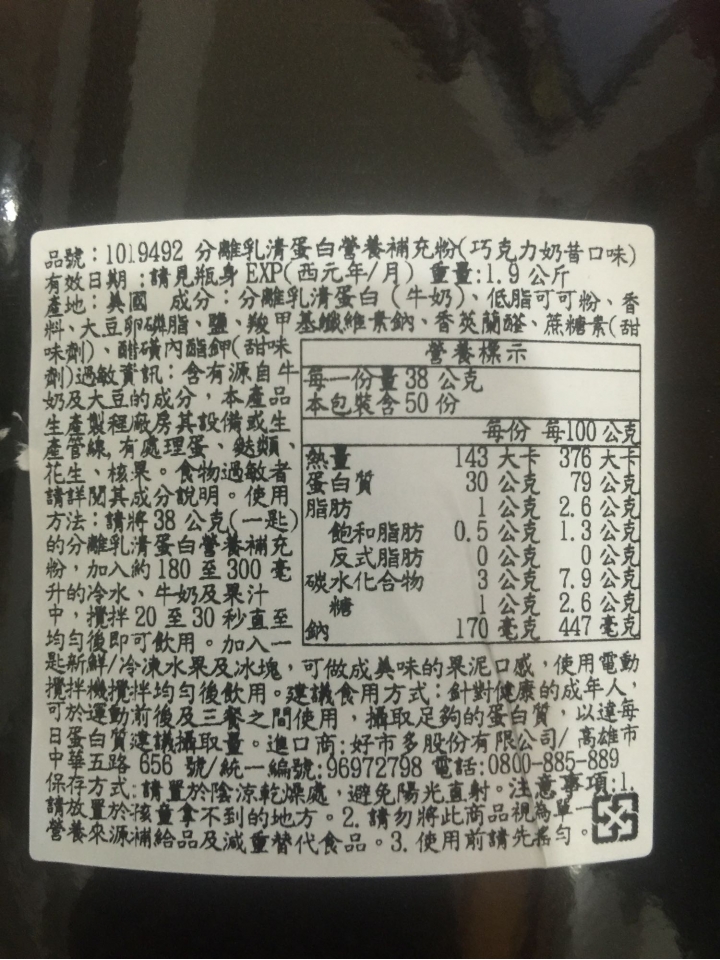 品號：1019492 分離乳清蛋白營養補充粉(巧克力奶昔口味)
有效日期：請見瓶身 EXP(西元年/月) 重量:1.9 公斤
產地：美國　成分：分離乳清蛋白（牛奶）、低脂可可粉、香
料、大豆卵磷脂、鹽、羧甲基纖維素鈉、香莢蘭醛、蔗糖素(甜
味劑)、醋磺內酯鉀(甜味
劑)過敏資訊：含有源自牛
奶及大豆的成分，本產品
生產製程廠房其設備或生
產管線,有處理蛋、麩類、
花生、核果。食物過敏者
請詳閱其成分說明。使用
方法：請將 38 公克(一匙)
的分離乳清蛋白營養補充
粉，加入約 180 至 300 毫
升的冷水、牛奶及果汁
中，攪拌 20 至 30 秒直至
均勻後即可飲用。加入一
營養標示
每一份量 38 公克
本包裝含 50 份
每份 每100 公克
熱量 143 大卡 376 大卡
蛋白質 30 公克 79 公克
脂肪 1 公克 2.6 公克
飽和脂肪 0.5 公克 1.3 公克
反式脂肪 0 公克 0 公克
碳水化合物 3 公克 7.9 公克
糖 1 公克 2.6 公克
鈉 170 毫克 447 毫克
匙新鮮/冷凍水果及冰塊，可做成美味的果泥口感，使用電動
攪拌機攪拌均勻後飲用。建議食用方式：針對健康的成年人，
可於運動前後及三餐之間使用，攝取足夠的蛋白質，以達每
日蛋白質建議攝取量。進口商:好市多股份有限公司/ 高雄市
中華五路 656 號/統一編號:96972798 電話:0800-885-889
保存方式:請置於陰涼乾燥處，避免陽光直射。注意事項:1.
請放置於孩童拿不到的地方。2.請勿將此商品視為單一
營養來源補給品及減重替代食品。3.使用前請先搖勻。